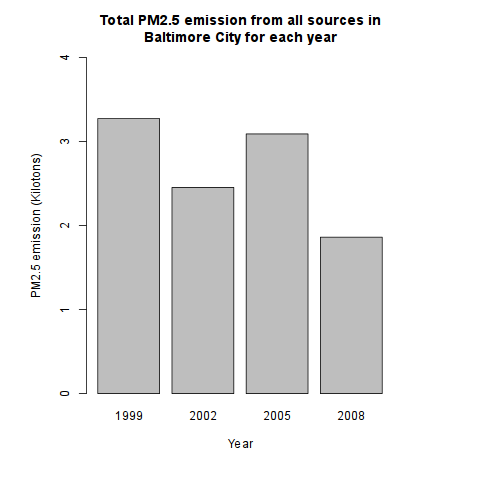 Total PM2.5 emission from all sources in
Baltimore City for each year
PM2.5 emission (Kilotons)
4
3
2
1
0
1999 2002 2005 2008
Year